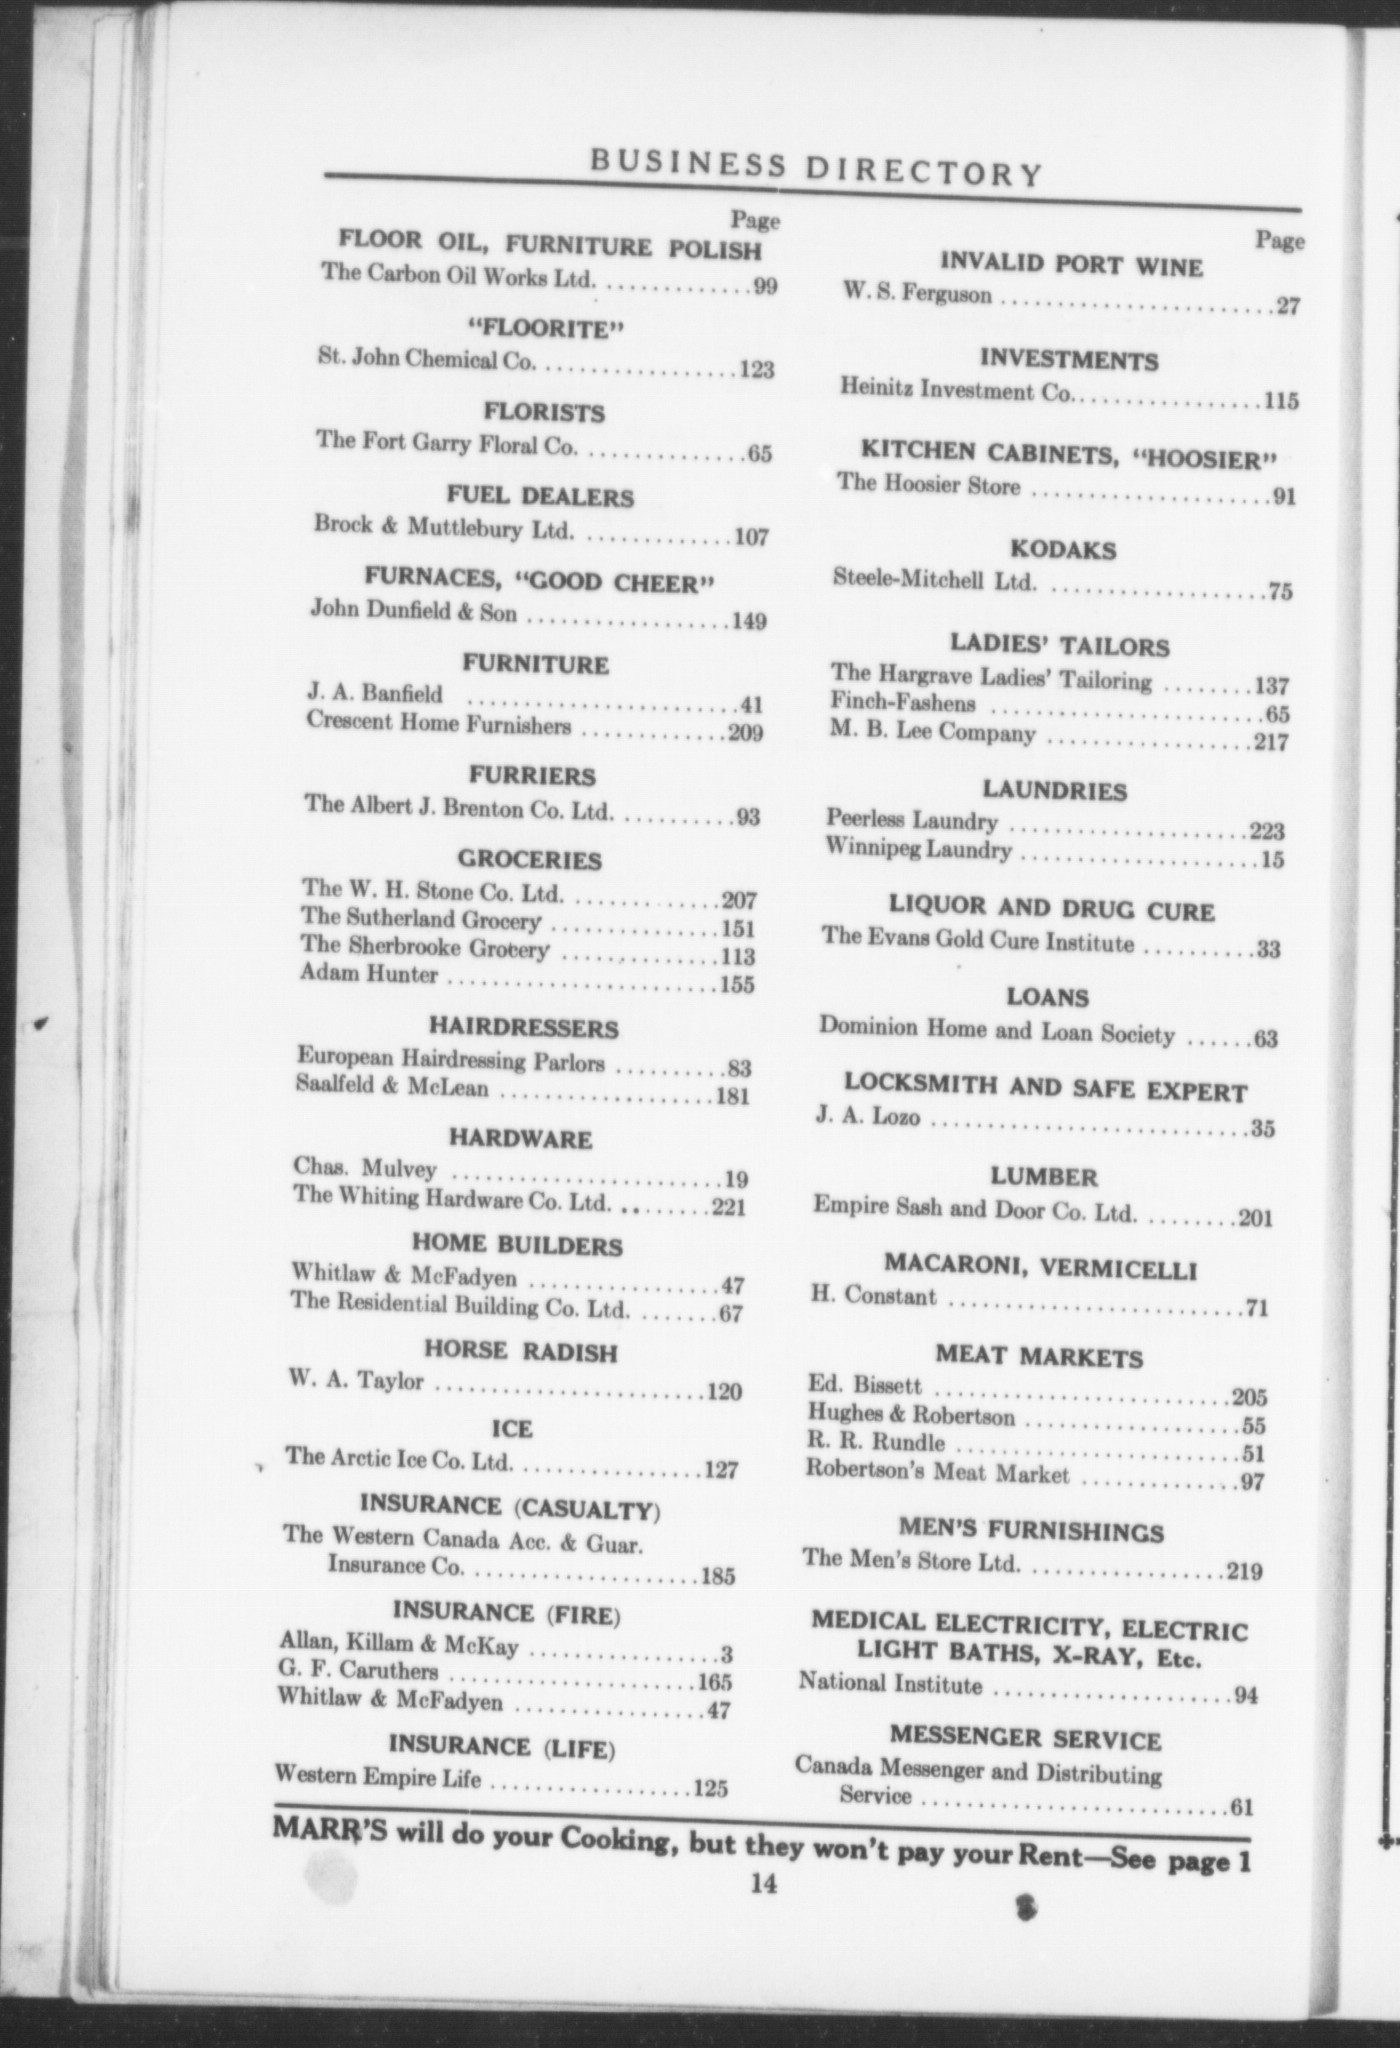 BUSINESS DIRECTORY
Page
FLOOR OIL, FURNITURE POLISH
The Carbon Oil Works Ltd. .............99
"FLOORITE"
St. John Chemical Co. .................123
FLORISTS
The Fort Garry Floral Co. ..............65
FUEL DEALERS
Brock & Muttlebury Ltd. .............107
FURNACES, "GOOD CHEER"
John Dunfield & Son ..................149
FURNITURE
J. A. Banfield ........................41
Crescent Home Furnishers .............209
FURRIERS
The Albert J. Brenton Co. Ltd. ..........93
GROCERIES
The W. H. Stone Co. Ltd. .............207
The Sutherland Grocery ...............151
The Sherbrooke Grocery ..............113
Adam Hunter ........................155
HAIRDRESSERS
European Hairdressing Parlors ..........83
Saalfeld & McLean ...................181
HARDWARE
Chas. Mulvey ........................19
The Whiting Hardware Co. Ltd. .........221
HOME BUILDERS
Whitlaw & McFadyen .................47
The Residential Building Co. Ltd. .......67
HORSE RADISH
W. A. Taylor ........................120
ICE
The Arctic Ice Co. Ltd. ................127
INSURANCE (CASUALTY)
The Western Canada Acc. & Guar.
Insurance Co. ....................185
INSURANCE (FIRE)
Allan, Killam & McKay .................3
G. F. Caruthers ......................165
Whitlaw & McFadyen .................47
INSURANCE (LIFE)
Western Empire Life ..................125
Page
INVALID PORT WINE
W. S. Ferguson ........................27
INVESTMENTS
Heinitz Investment Co. ................115
KITCHEN CABINETS, "HOOSIER"
The Hoosier Store .....................91
KODAKS
Steele-Mitchell Ltd. ...................75
LADIES' TAILORS
The Hargrave Ladies' Tailoring ........137
Finch-Fashens ........................65
M. B. Lee Company ..................217
LAUNDRIES
Peerless Laundry .....................223
Winnipeg Laundry .....................15
LIQUOR AND DRUG CURE
The Evans Gold Cure Institute ..........33
LOANS
Dominion Home and Loan Society ......63
LOCKSMITH AND SAFE EXPERT
J. A. Lozo ............................35
LUMBER
Empire Sash and Door Co. Ltd. ........201
MACARONI, VERMICELLI
H. Constant ..........................71
MEAT MARKETS
Ed. Bissett ..........................205
Hughes & Robertson ...................55
R. R. Rundle .........................51
Robertson's Meat Market ..............97
MEN'S FURNISHINGS
The Men's Store Ltd. .................219
MEDICAL ELECTRICITY, ELECTRIC
LIGHT BATHS, X-RAY, Etc.
National Institute .....................94
MESSENGER SERVICE
Canada Messenger and Distributing
Service ...........................61
MARR'S will do your Cooking, but they won't pay your Rent—See page 1
14